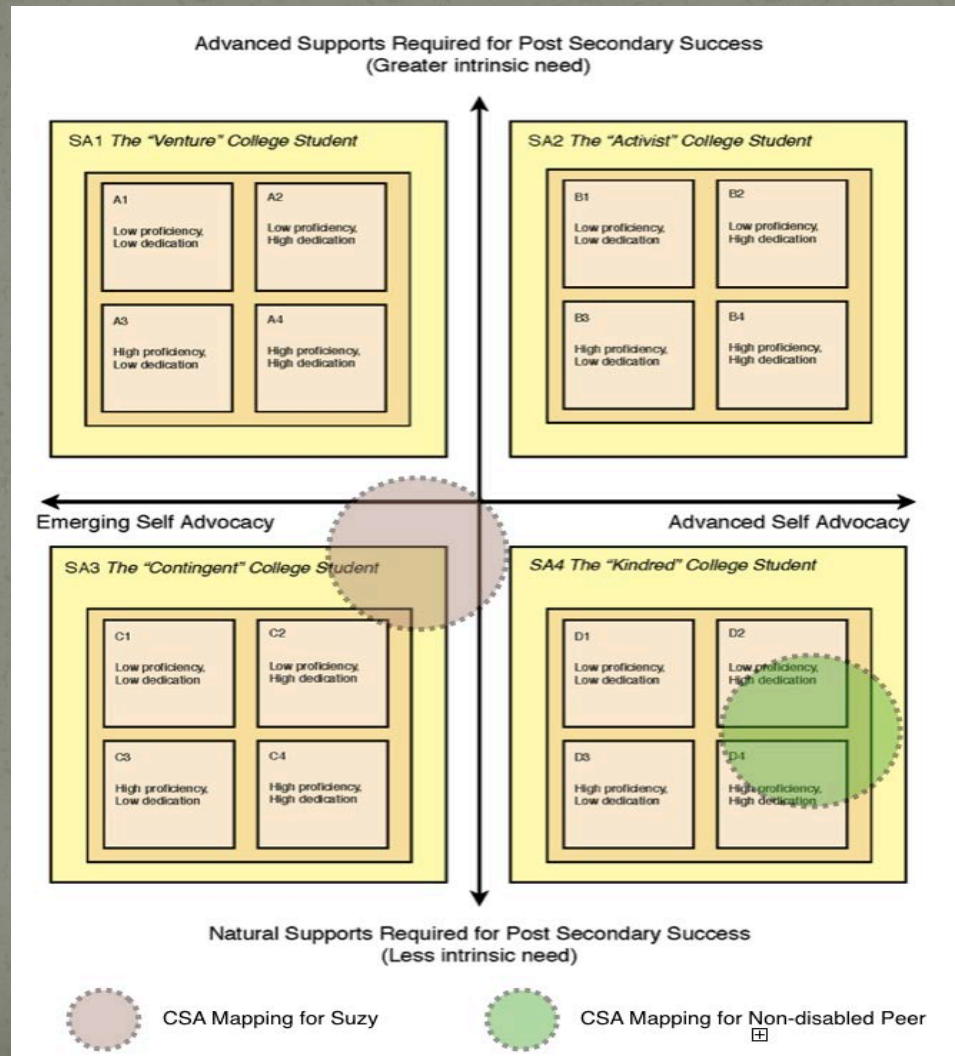 Advanced Supports Required for Post Secondary Success
(Greater intrinsic need)
SA1 The "Venture" College Student
A1
Low proficiency,
Low dedication
A2
Low proficiency,
High dedication
A3
High proficiency,
Low dedication
A4
High proficiency,
High dedication
SA2 The "Activist" College Student
B1
Low proficiency,
Low dedication
B2
Low proficiency,
High dedication
B3
High proficiency,
Low dedication
B4
High proficiency,
High dedication
Emerging Self Advocacy
Advanced Self Advocacy
SA3 The "Contingent" College Student
C1
Low proficiency,
Low dedication
C2
Low proficiency,
High dedication
C3
High proficiency,
Low dedication
C4
High proficiency,
High dedication
SA4 The "Kindred" College Student
D1
Low proficiency,
Low dedication
D2
Low proficiency,
High dedication
D3
High proficiency,
Low dedication
D4
High proficiency,
High dedication
Natural Supports Required for Post Secondary Success
(Less intrinsic need)
CSA Mapping for Suzy
CSA Mapping for Non-disabled Peer